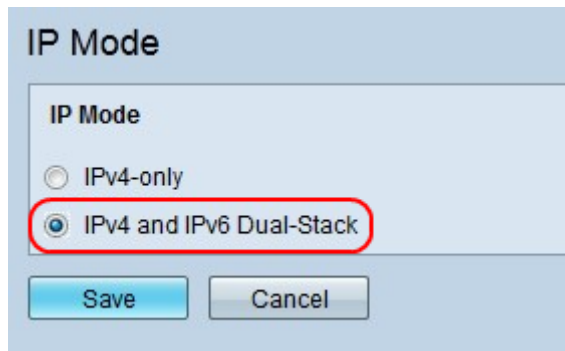 IP Mode
IP Mode
IPv4-only
IPv4 and IPv6 Dual-Stack
Save Cancel